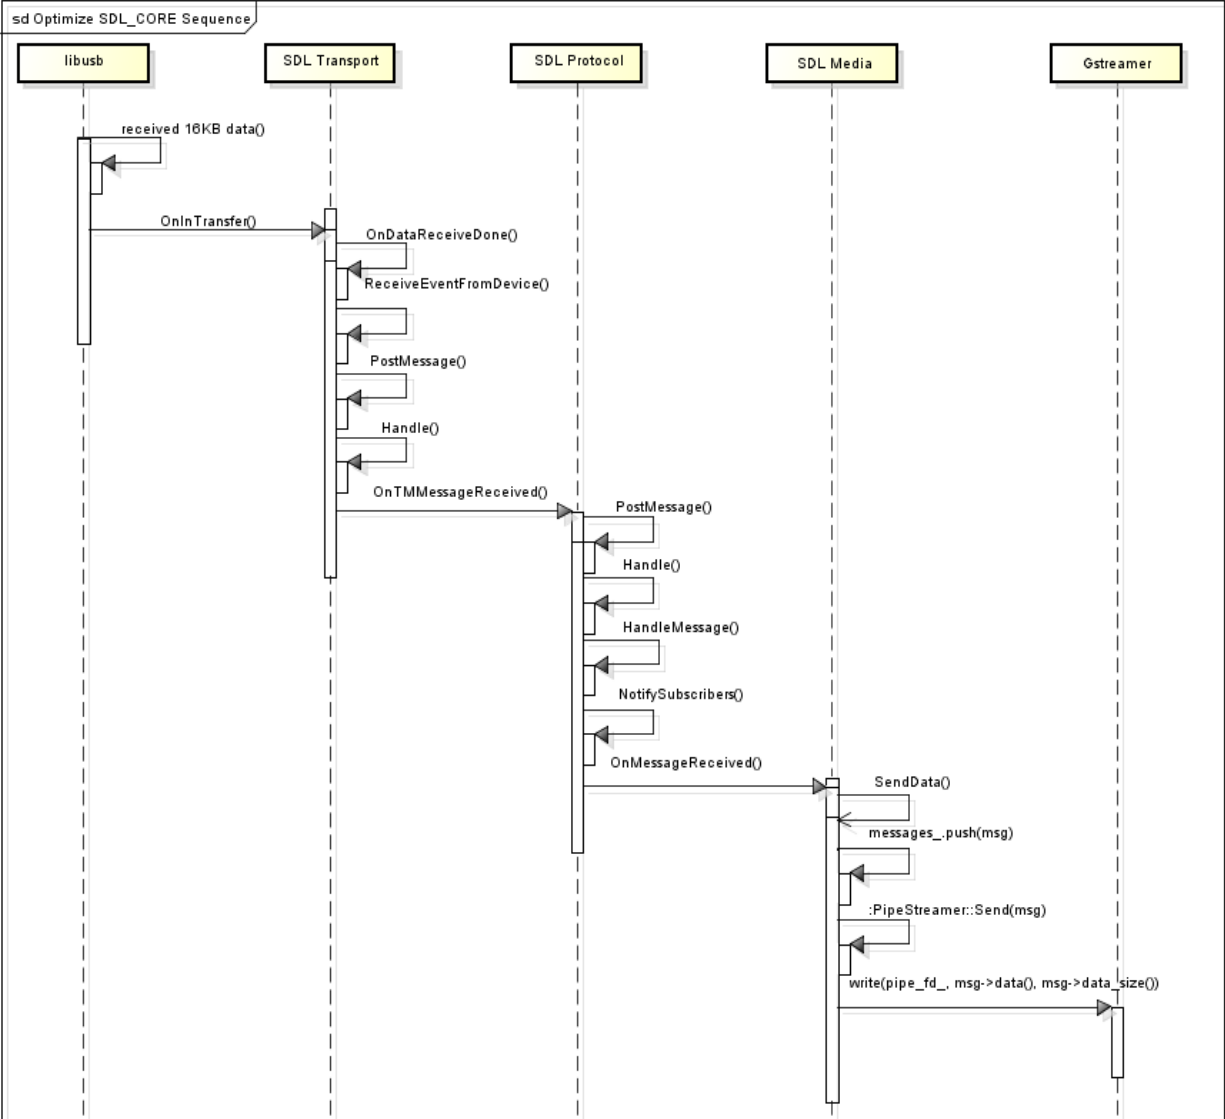 sd Optimize SDL_CORE Sequence
libusb
SDL Transport
SDL Protocol
SDL Media
Gstreamer
received 16KB data()
OnInTransfer()
OnDataReceiveDone()
ReceiveEventFromDevice()
PostMessage()
Handle()
OnTMMessageReceived()
PostMessage()
Handle()
HandleMessage()
NotifySubscribers()
OnMessageReceived()
SendData()
messages_.push(msg)
:PipeStreamer::Send(msg)
write(pipe_fd_, msg->data(), msg->data_size())